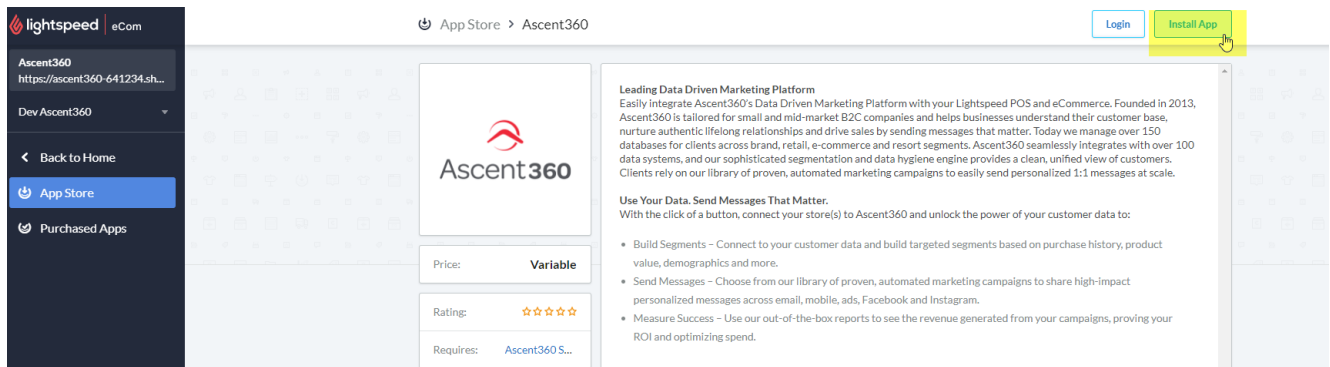 lightspeed eCom
Ascent360
https://ascent360-641234.sh...
Dev Ascent360
Back to Home
App Store
Purchased Apps
App Store > Ascent360
Login
Install App
Ascent360
Price: Variable
Rating:
Requires: Ascent360 S...
Leading Data Driven Marketing Platform
Easily integrate Ascent360's Data Driven Marketing Platform with your Lightspeed POS and eCommerce. Founded in 2013,
Ascent360 is tailored for small and mid-market B2C companies and helps businesses understand their customer base,
nurture authentic lifelong relationships and drive sales by sending messages that matter. Today we manage over 150
databases for clients across brand, retail, e-commerce and resort segments. Ascent360 seamlessly integrates with over 100
data systems, and our sophisticated segmentation and data hygiene engine provides a clean, unified view of customers.
Clients rely on our library of proven, automated marketing campaigns to easily send personalized 1:1 messages at scale.
Use Your Data. Send Messages That Matter.
With the click of a button, connect your store(s) to Ascent360 and unlock the power of your customer data to:
• Build Segments – Connect to your customer data and build targeted segments based on purchase history, product
value, demographics and more.
• Send Messages – Choose from our library of proven, automated marketing campaigns to share high-impact
personalized messages across email, mobile, ads, Facebook and Instagram.
• Measure Success – Use our out-of-the-box reports to see the revenue generated from your campaigns, proving your
ROI and optimizing spend.